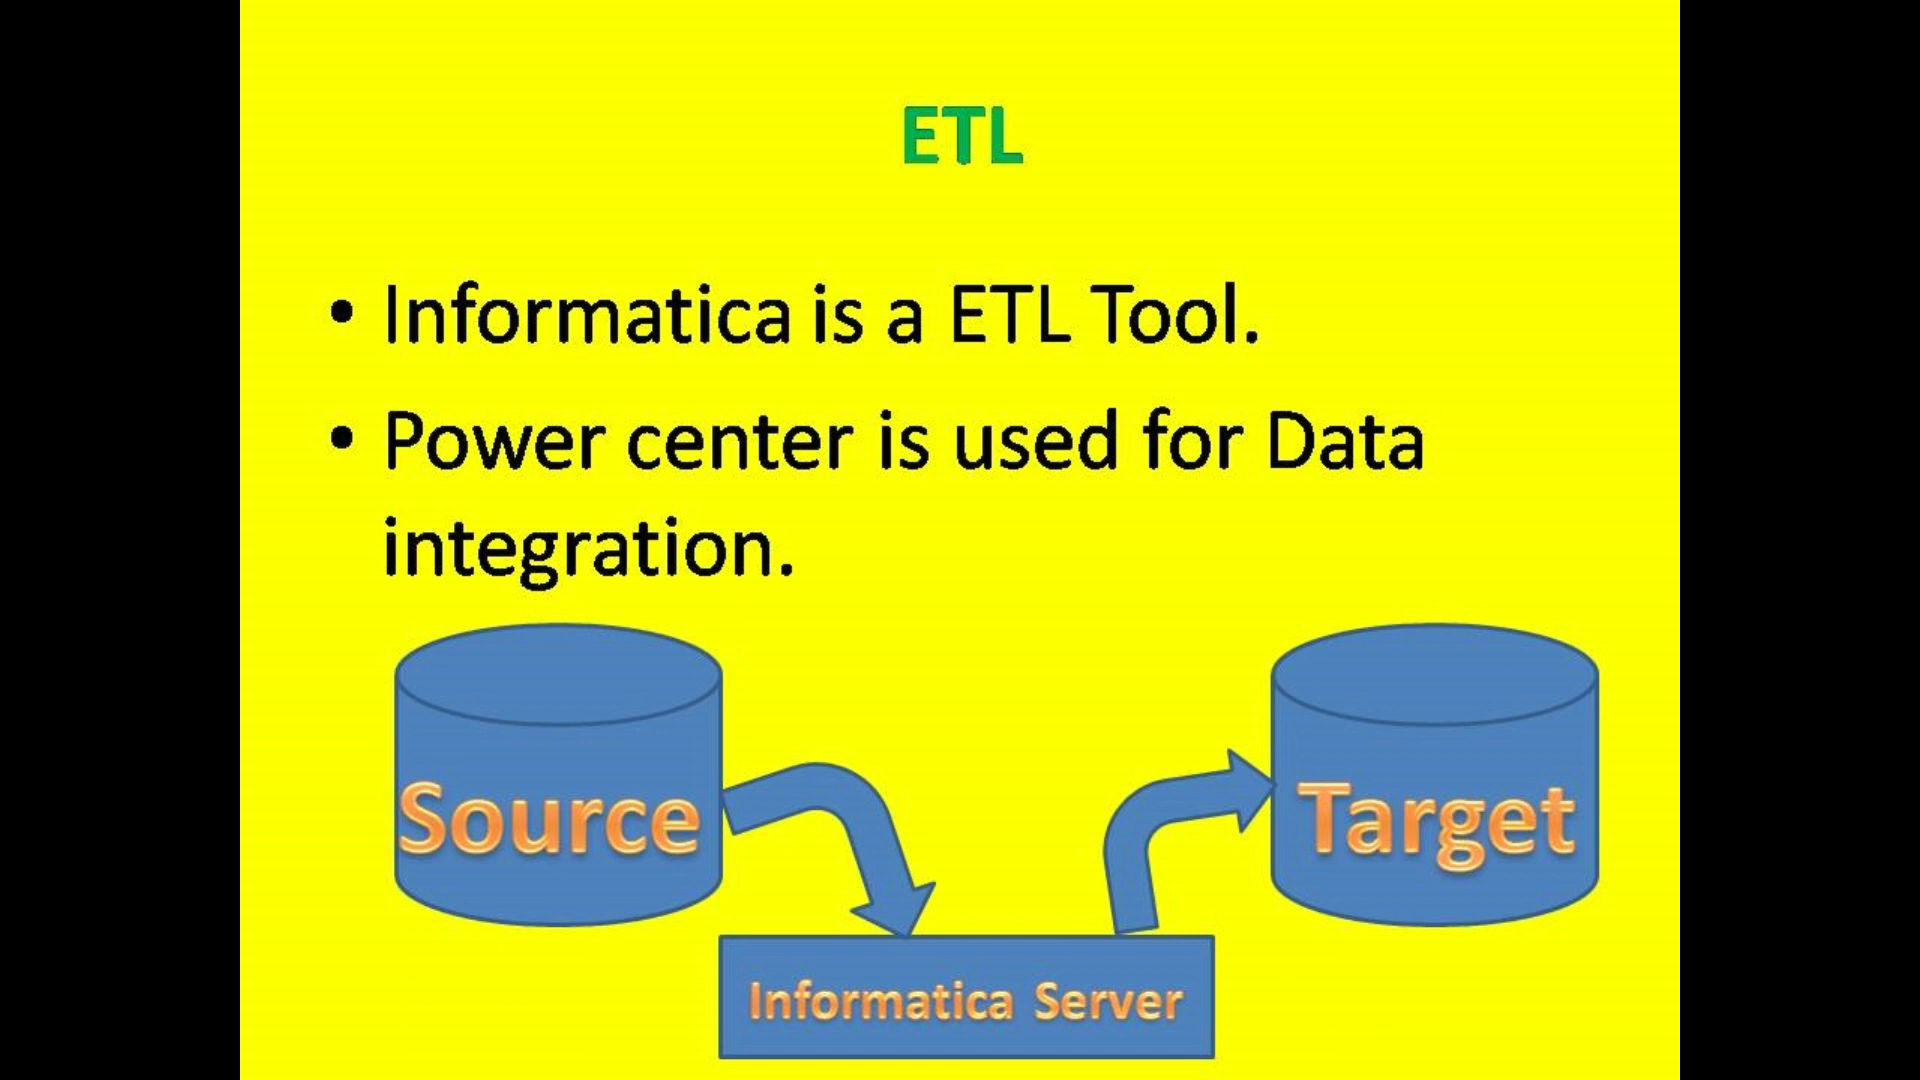 ETL
• Informatica is a ETL Tool.
• Power center is used for Data
integration.
Source
Target
Informatica Server